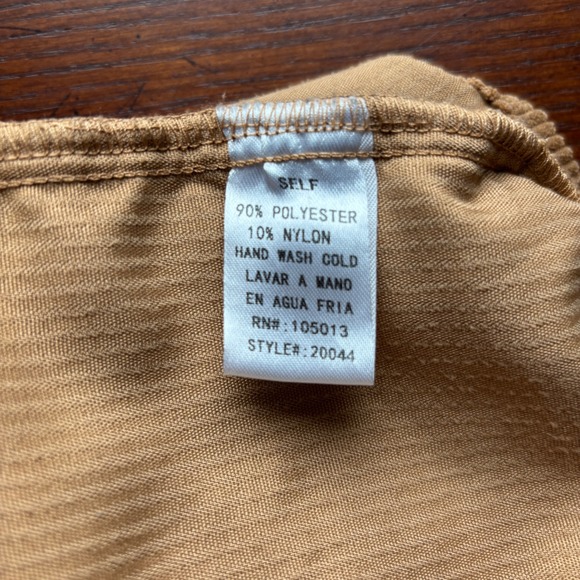 SELF
90% POLYESTER
10% NYLON
HAND WASH COLD
LAVAR A MANO
EN AGUA FRIA
RN#:105013
STYLE#:20044